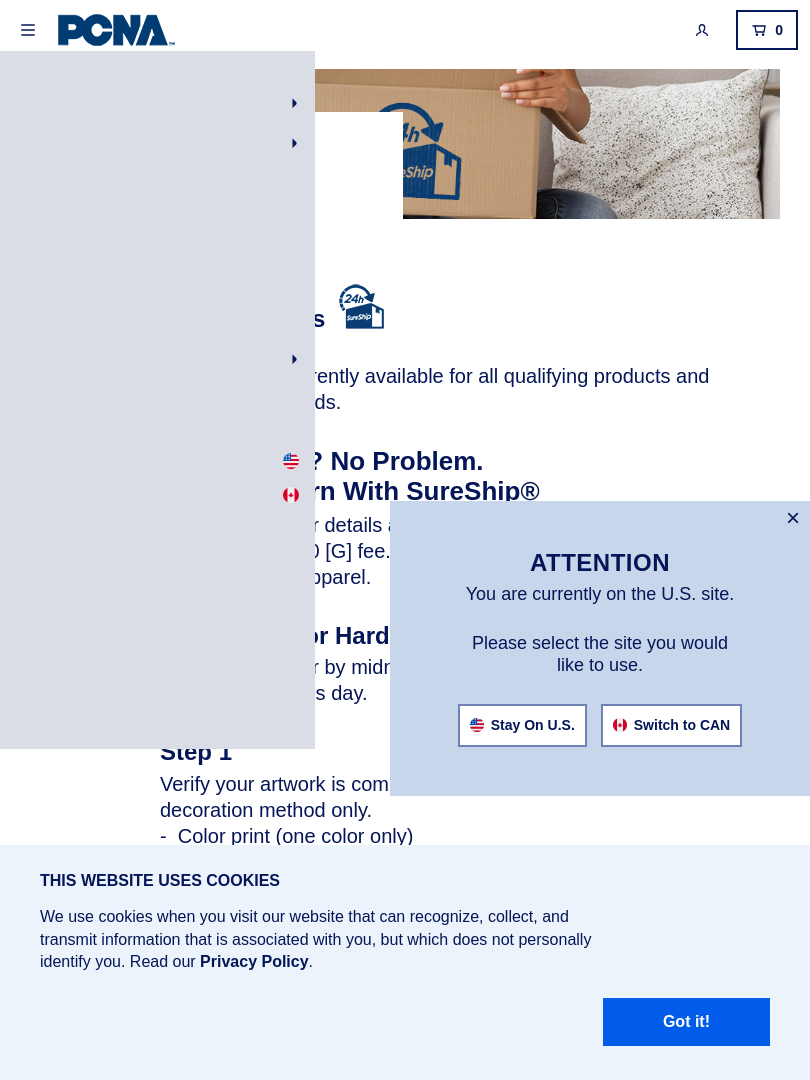 PCNA
0
24h
SureShip
rently available for all qualifying products and
ds.
? No Problem.
rn With SureShip®
r details
0 [G] fee.
pparel.
or Hard
r by midn
s day.
Step 1
Verify your artwork is com
decoration method only.
- Color print (one color only)
ATTENTION
You are currently on the U.S. site.
Please select the site you would
like to use.
Stay On U.S.
Switch to CAN
THIS WEBSITE USES COOKIES
We use cookies when you visit our website that can recognize, collect, and
transmit information that is associated with you, but which does not personally
identify you. Read our Privacy Policy.
Got it!